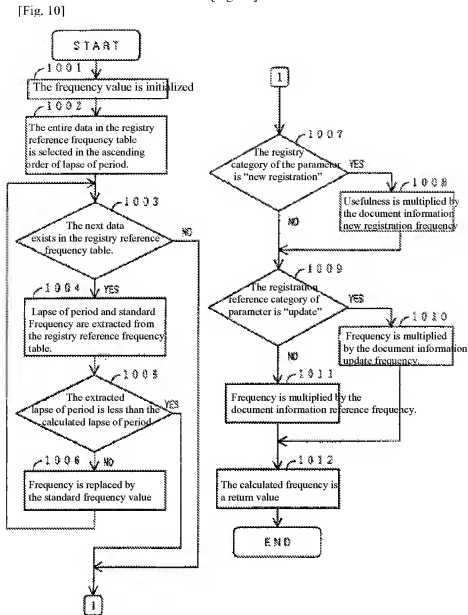 [Fig. 10]
START
1001
The frequency value is initialized
1002
The entire data in the registry
reference frequency table
is selected in the ascending
order of lapse of period.
1003
The next data
exists in the registry reference
frequency table.
NO
YES
1004
Lapse of period and standard
Frequency are extracted from
the registry reference frequency
table.
1005
The extracted
lapse of period is less than the
calculated lapse of period
YES
NO
1006
Frequency is replaced by
the standard frequency value
1
1
1007
The registry
category of the parameter
is "new registration"
YES
NO
1008
Usefulness is multiplied by
the document information
new registration frequency
1009
The registration
reference category of
parameter is "update"
YES
NO
1010
Frequency is multiplied
by the document information
update frequency.
1011
Frequency is multiplied by the
document information reference frequency.
1012
The calculated frequency is
a return value
END